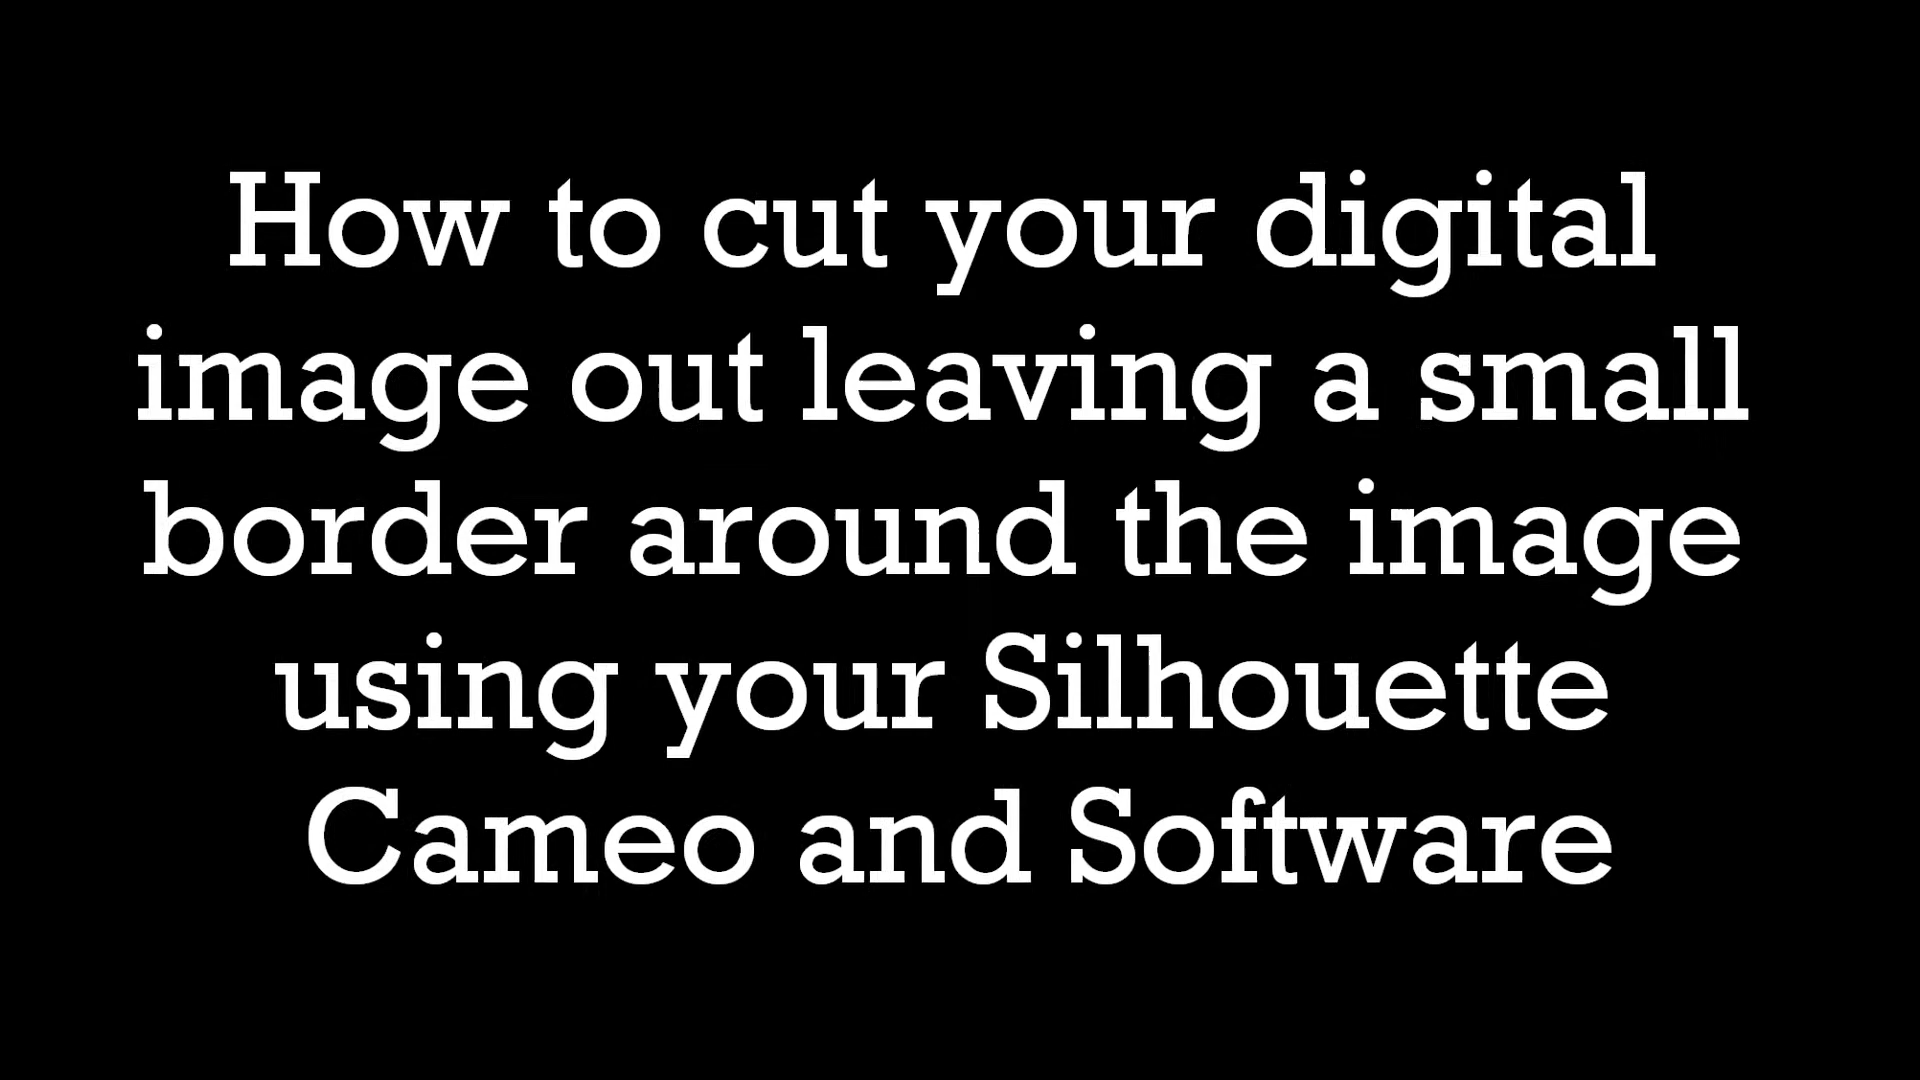 How to cut your digital
image out leaving a small
border around the image
using your Silhouette
Cameo and Software